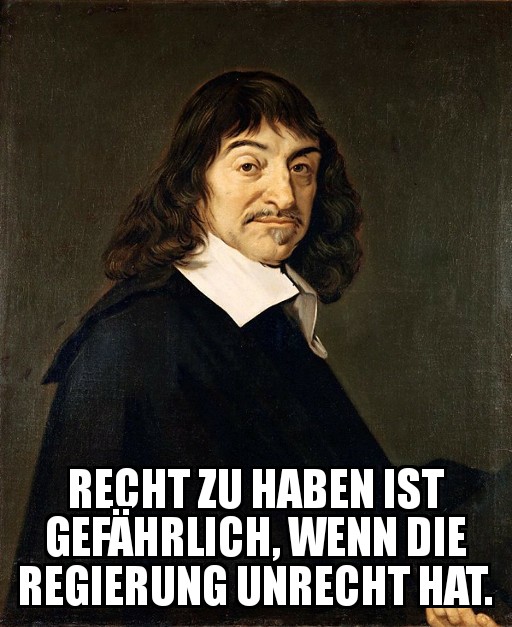 RECHT ZU HABEN IST
GEFÄHRLICH, WENN DIE
REGIERUNG UNRECHT HAT.